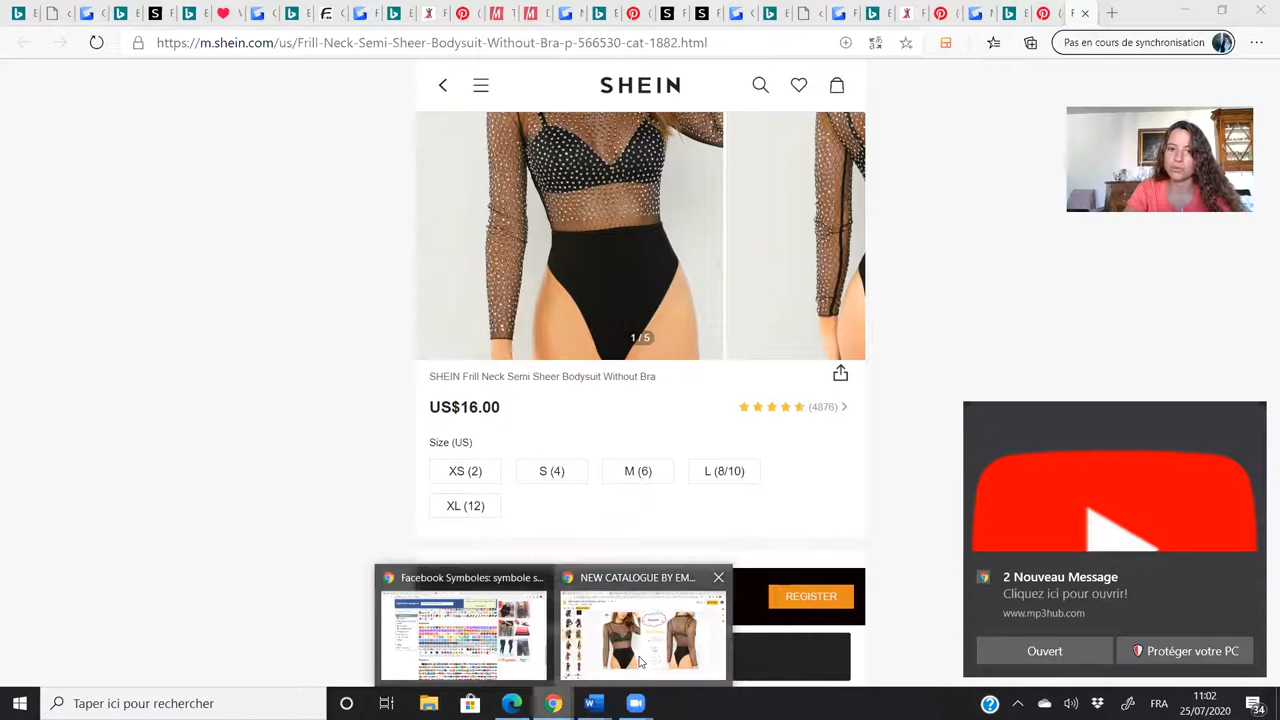 https://m.shein.com/us/Frill-Neck-Semi-Sheer-Bodysuit-Without-Bra-p-566530-cat-1882.html
Pas en cours de synchronisation
SHEIN
1 / 5
SHEIN Frill Neck Semi Sheer Bodysuit Without Bra
US$16.00
(4876)
Size (US)
XS (2)
S (4)
M (6)
L (8/10)
XL (12)
REGISTER
Facebook Symboles: symbole s...
NEW CATALOGUE BY EM...
2 Nouveau Message
Cliquez ici pour ouvrir!
www.mp3hub.com
Ouvert
Protéger votre PC
Taper ici pour rechercher
FRA
11:02
25/07/2020
34